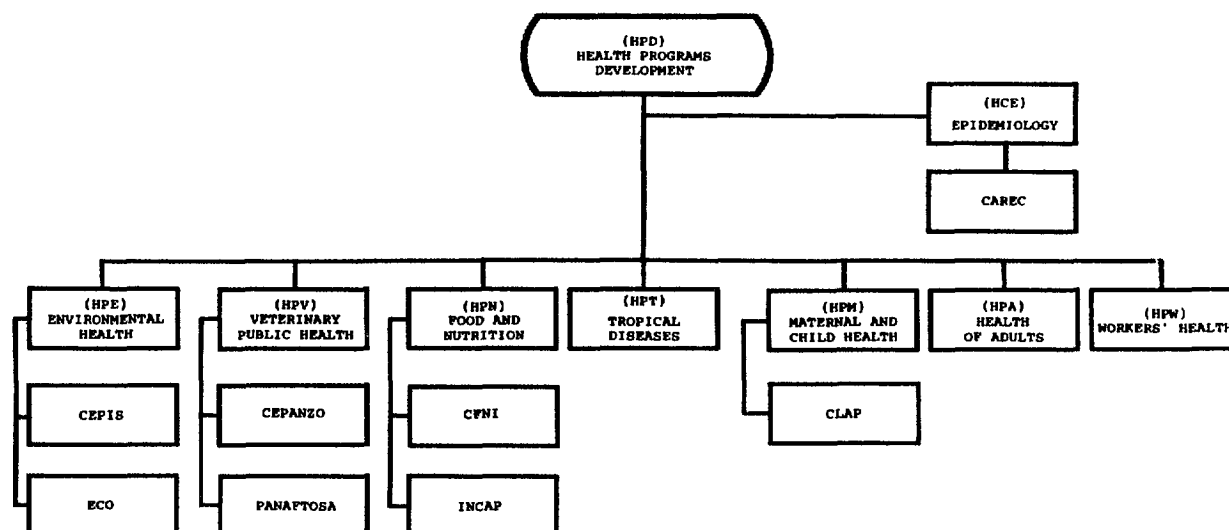 (HPD)
HEALTH PROGRAMS
DEVELOPMENT
(HCE)
EPIDEMIOLOGY
CAREC
(HPE)
ENVIRONMENTAL
HEALTH
(HPV)
VETERINARY
PUBLIC HEALTH
(HPN)
FOOD AND
NUTRITION
(HPT)
TROPICAL
DISEASES
(HPM)
MATERNAL AND
CHILD HEALTH
(HPA)
HEALTH
OF ADULTS
(HPW)
WORKERS' HEALTH
CEPIS
CEPANZO
CFNI
CLAP
ECO
PANAFTOSA
INCAP